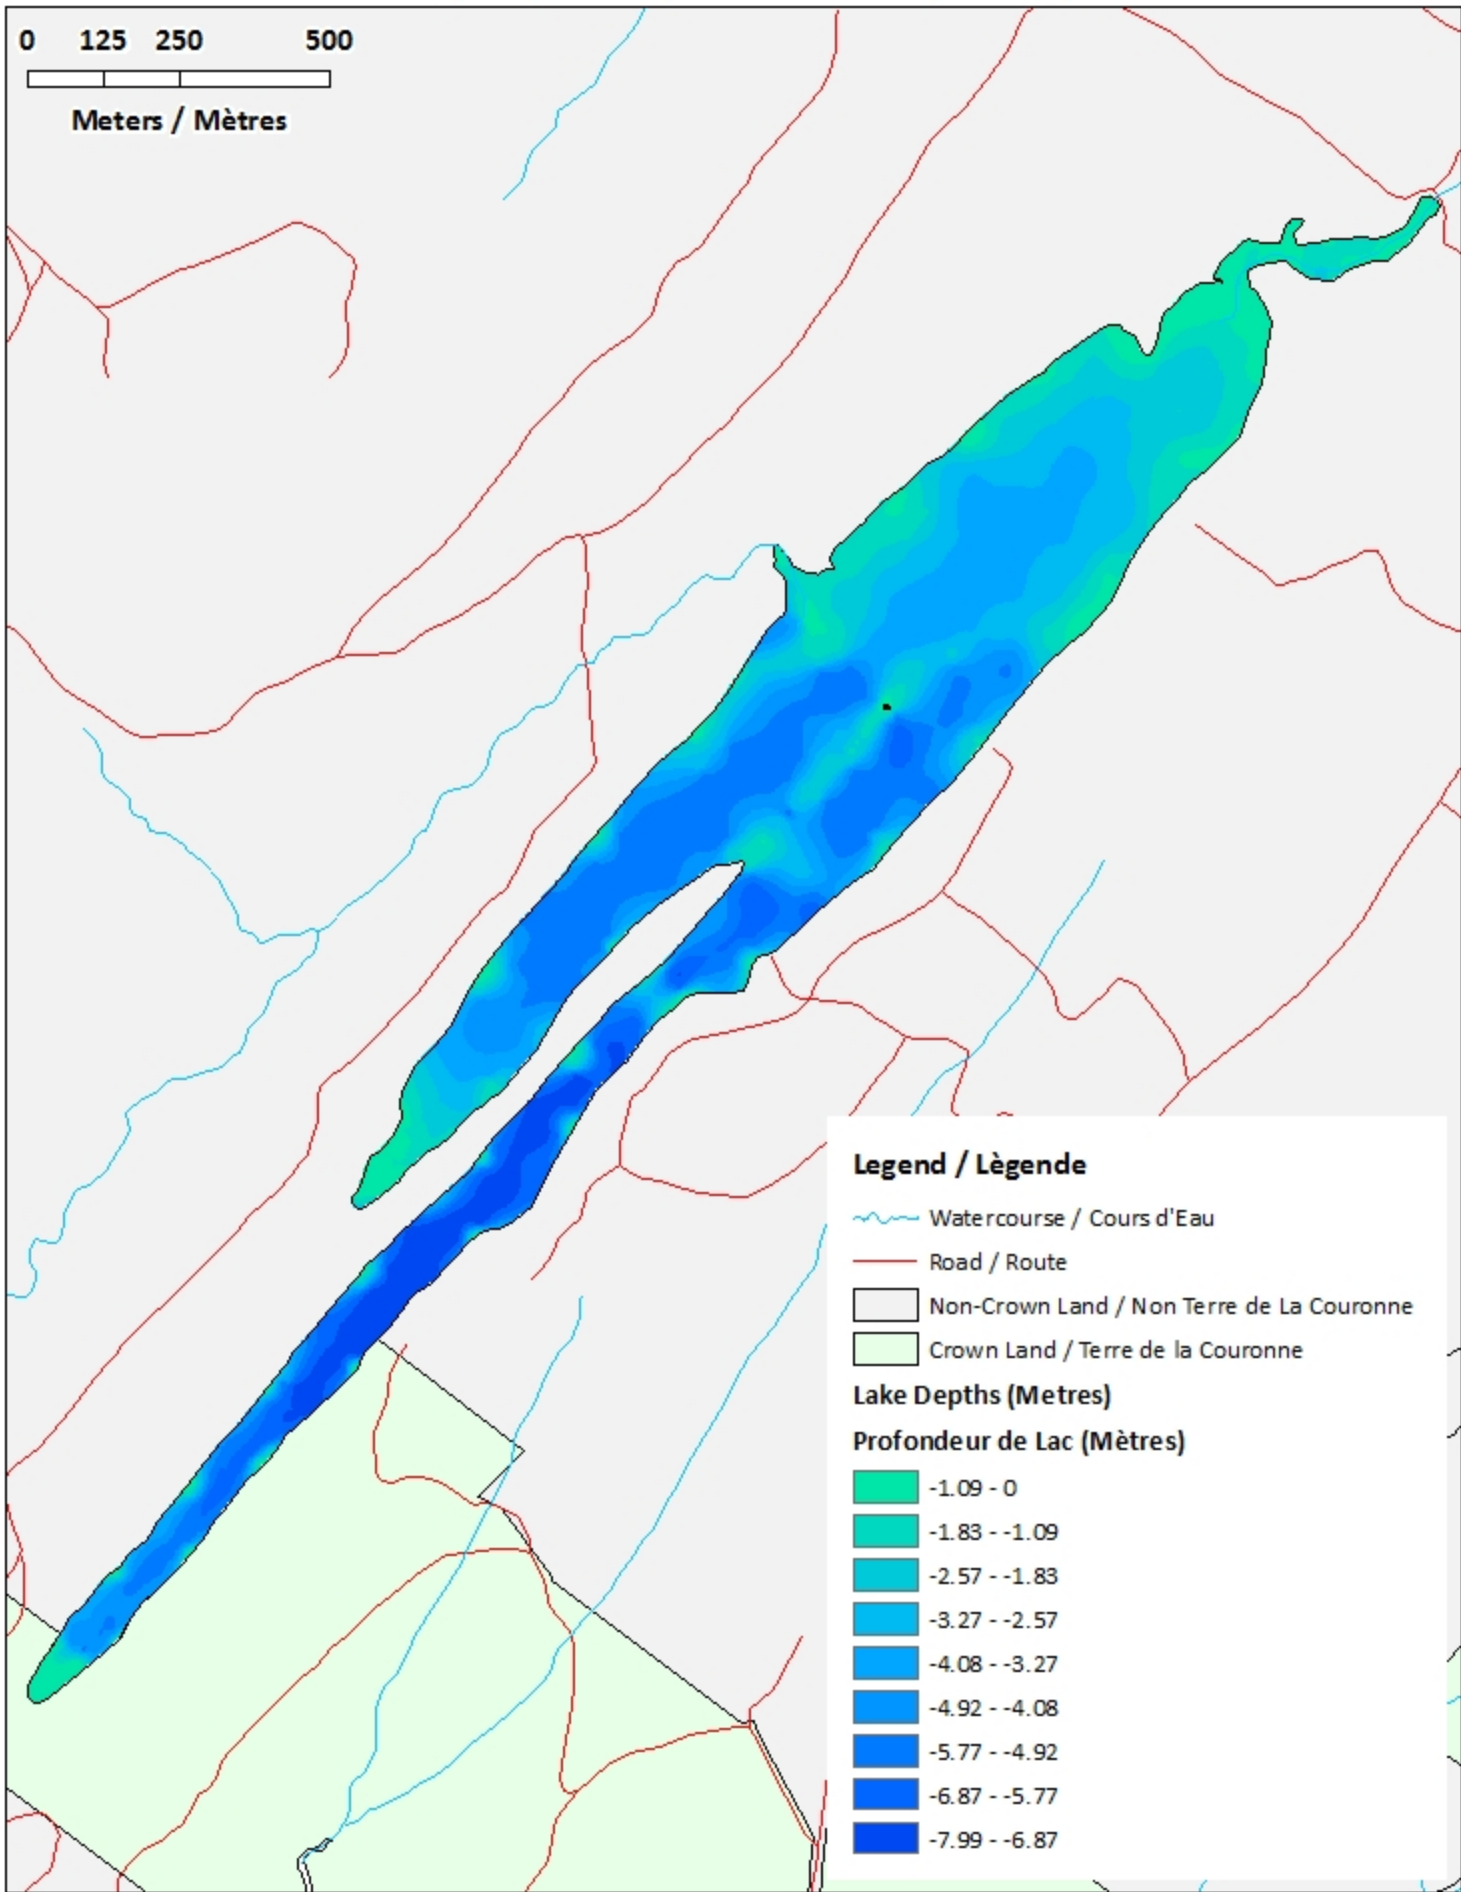 0 125 250 500
Meters / Mètres
Legend / Lègende
Watercourse / Cours d'Eau
Road / Route
Non-Crown Land / Non Terre de La Couronne
Crown Land / Terre de la Couronne
Lake Depths (Metres)
Profondeur de Lac (Mètres)
-1.09 - 0
-1.83 - -1.09
-2.57 - -1.83
-3.27 - -2.57
-4.08 - -3.27
-4.92 - -4.08
-5.77 - -4.92
-6.87 - -5.77
-7.99 - -6.87